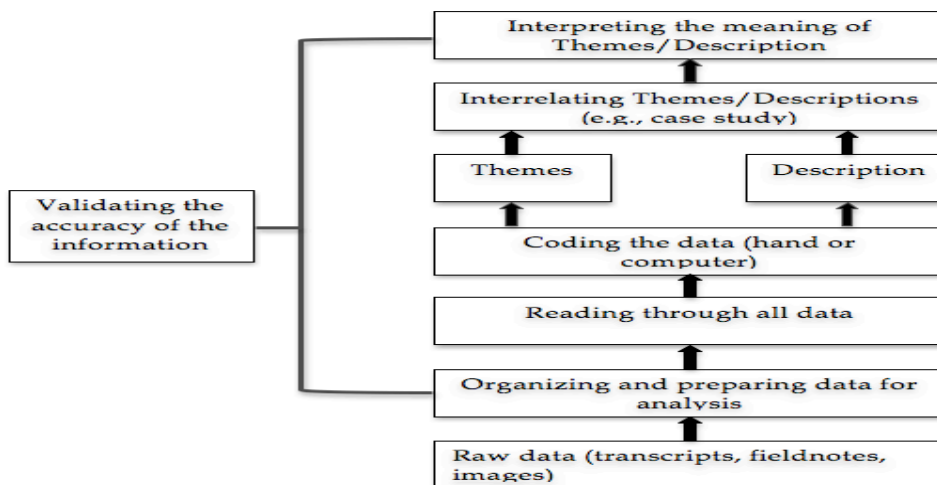 Interpreting the meaning of
Themes/Description
Interrelating Themes/Descriptions
(e.g., case study)
Themes
Description
Validating the
accuracy of the
information
Coding the data (hand or
computer)
Reading through all data
Organizing and preparing data for
analysis
Raw data (transcripts, fieldnotes,
images)